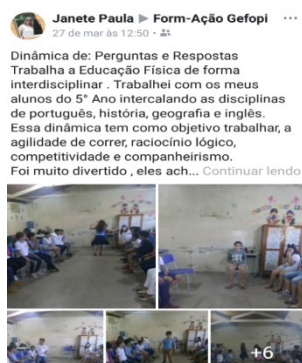 Janete Paula ▶ Form-Ação Gefopi
27 de mar às 12:50 ·
Dinâmica de: Perguntas e Respostas
Trabalha a Educação Física de forma
interdisciplinar . Trabalhei com os meus
alunos do 5° Ano intercalando as disciplinas
de português, história, geografia e inglês.
Essa dinâmica tem como objetivo trabalhar, a
agilidade de correr, raciocínio lógico,
competitividade e companheirismo.
Foi muito divertido , eles ach... Continuar lendo
+6